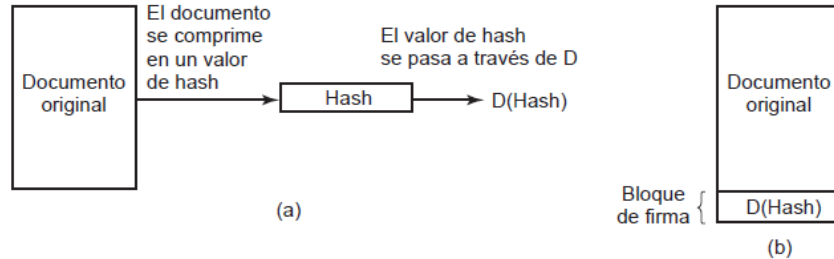 Documento
original
El documento
se comprime
en un valor
de hash
Hash
El valor de hash
se pasa a través de D
D(Hash)
(a)
Documento
original
Bloque
de firma
D(Hash)
(b)